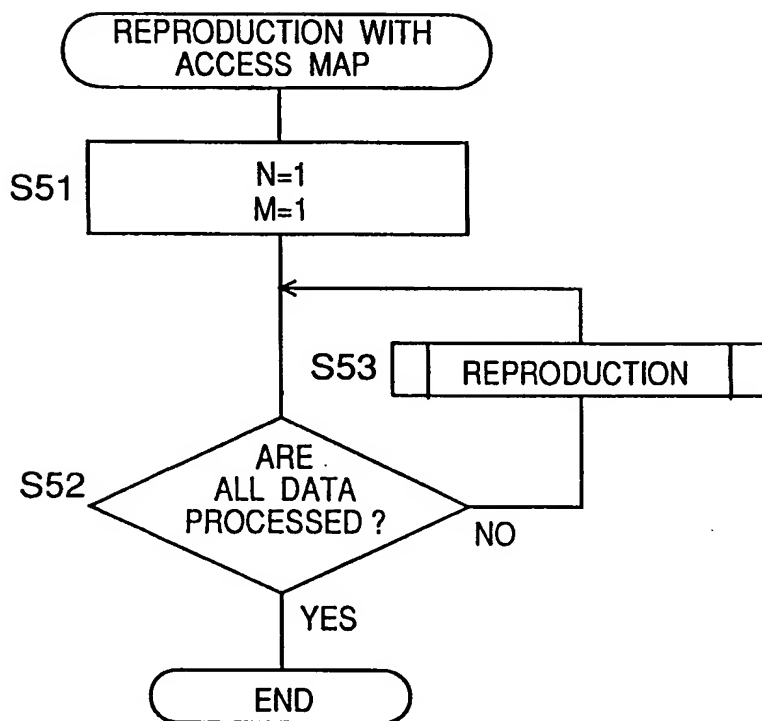 REPRODUCTION WITH
ACCESS MAP
S51
N=1
M=1
S53
REPRODUCTION
S52
ARE
ALL DATA
PROCESSED ?
NO
YES
END